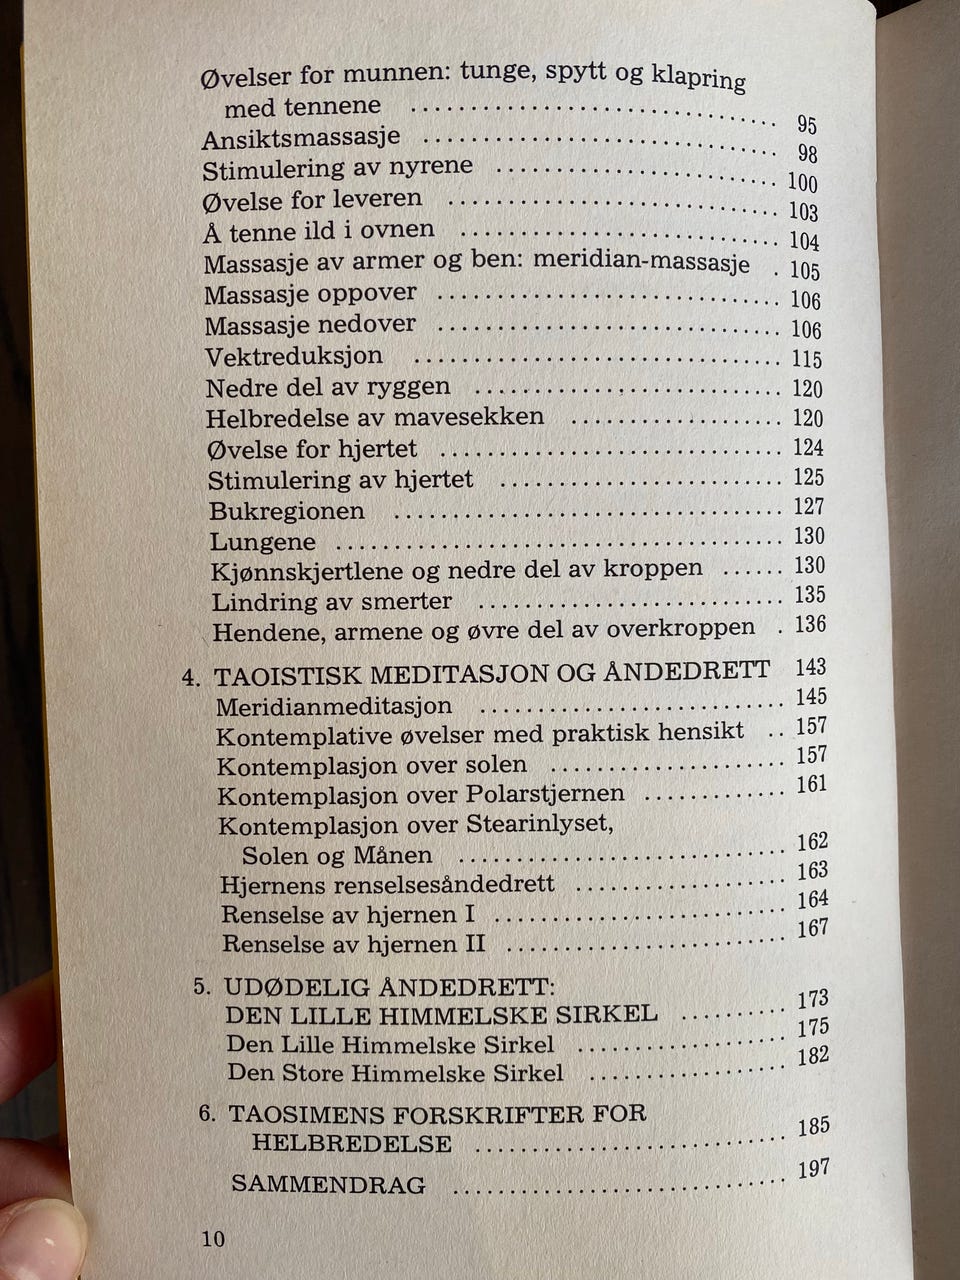 Øvelser for munnen: tunge, spytt og klapring
med tennene .............................. 95
Ansiktsmassasje .............................. 98
Stimulering av nyrene ........................ 100
Øvelse for leveren ............................ 103
Å tenne ild i ovnen ........................... 104
Massasje av armer og ben: meridian-massasje . 105
Massasje oppover ............................. 106
Massasje nedover ............................. 106
Vektreduksjon ................................ 115
Nedre del av ryggen .......................... 120
Helbredelse av mavesekken .................. 120
Øvelse for hjertet ............................. 124
Stimulering av hjertet ........................ 125
Bukregionen ................................. 127
Lungene ...................................... 130
Kjønnskjertlene og nedre del av kroppen ...... 130
Lindring av smerter .......................... 135
Hendene, armene og øvre del av overkroppen . 136
4. TAOISTISK MEDITASJON OG ÅNDEDRETT 143
Meridianmeditasjon .......................... 145
Kontemplative øvelser med praktisk hensikt .. 157
Kontemplasjon over solen .................... 157
Kontemplasjon over Polarstjernen ............ 161
Kontemplasjon over Stearinlyset,
Solen og Månen ............................ 162
Hjernens renselsesåndedrett .................. 163
Renselse av hjernen I ......................... 164
Renselse av hjernen II ........................ 167
5. UDØDELIG ÅNDEDRETT:
DEN LILLE HIMMELSKE SIRKEL .......... 173
Den Lille Himmelske Sirkel .................. 175
Den Store Himmelske Sirkel ................. 182
6. TAOSIMENS FORSKRIFTER FOR
HELBREDELSE ........................... 185
SAMMENDRAG ............................. 197
10